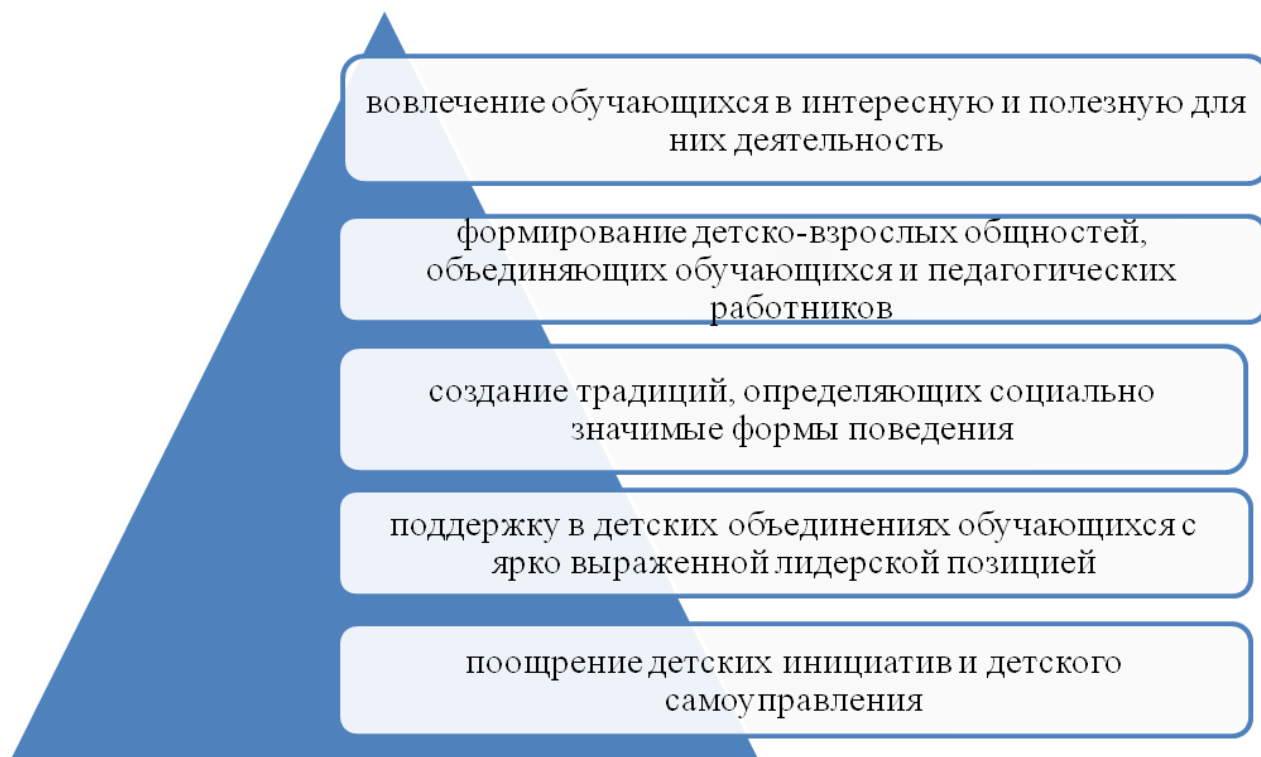 вовлечение обучающихся в интересную и полезную для
них деятельность
формирование детско-взрослых общностей,
объединяющих обучающихся и педагогических
работников
создание традиций, определяющих социально
значимые формы поведения
поддержку в детских объединениях обучающихся с
ярко выраженной лидерской позицией
поощрение детских инициатив и детского
самоуправления